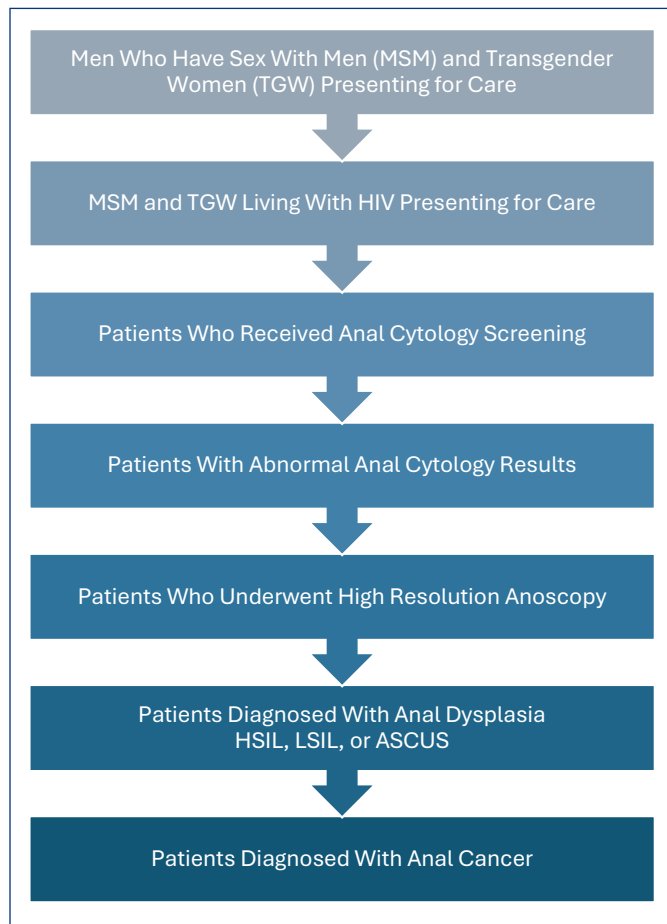 Men Who Have Sex With Men (MSM) and Transgender
Women (TGW) Presenting for Care
MSM and TGW Living With HIV Presenting for Care
Patients Who Received Anal Cytology Screening
Patients With Abnormal Anal Cytology Results
Patients Who Underwent High Resolution Anoscopy
Patients Diagnosed With Anal Dysplasia
HSIL, LSIL, or ASCUS
Patients Diagnosed With Anal Cancer